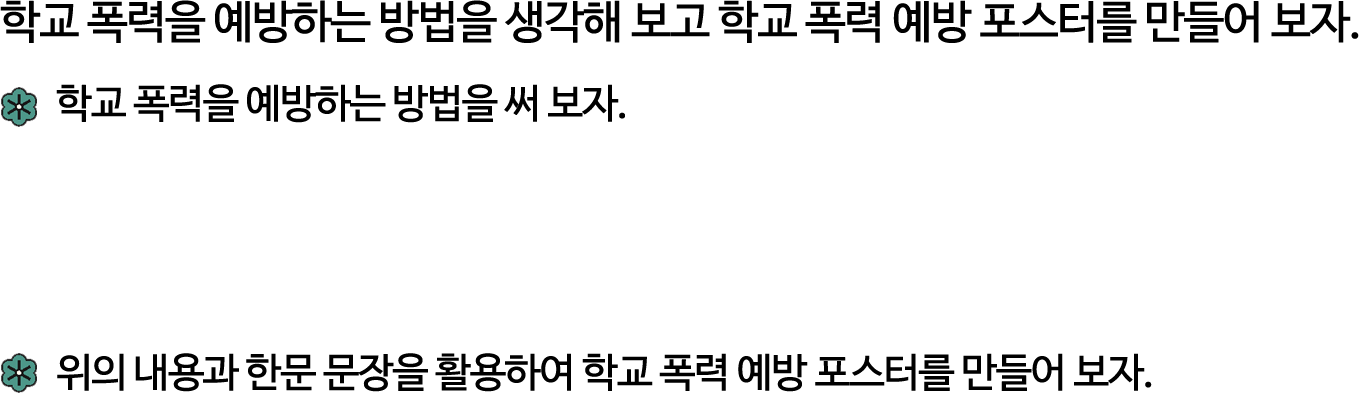 학교 폭력을 예방하는 방법을 생각해 보고 학교 폭력 예방 포스터를 만들어 보자.
학교 폭력을 예방하는 방법을 써 보자.
위의 내용과 한문 문장을 활용하여 학교 폭력 예방 포스터를 만들어 보자.